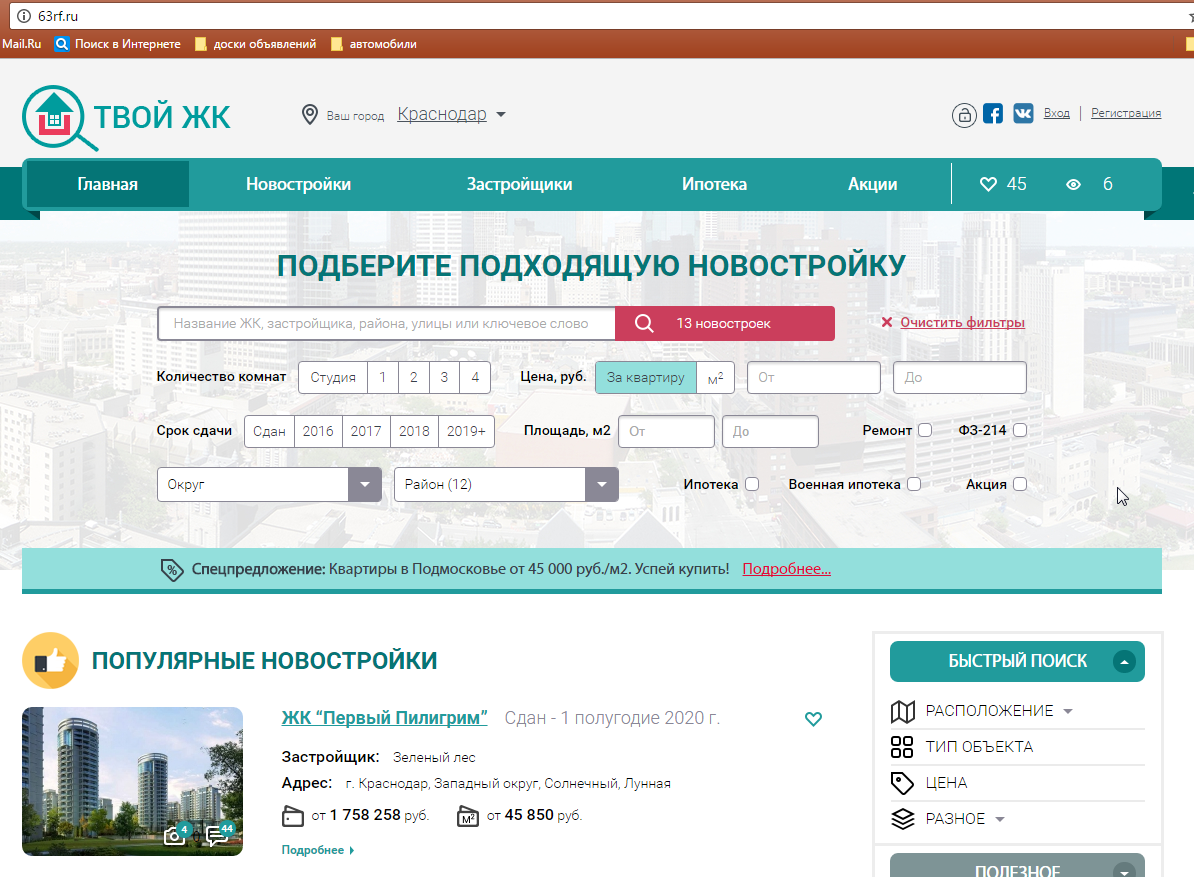 63rf.ru
Mail.Ru Поиск в Интернете доски объявлений автомобили
ТВОЙ ЖК Ваш город Краснодар Вход Регистрация
Главная Новостройки Застройщики Ипотека Акции 45 6
ПОДБЕРИТЕ ПОДХОДЯЩУЮ НОВОСТРОЙКУ
Название ЖК, застройщика, района, улицы или ключевое слово 13 новостроек Очистить фильтры
Количество комнат Студия 1 2 3 4 Цена, руб. За квартиру м² От До
Срок сдачи Сдан 2016 2017 2018 2019+ Площадь, м2 От До Ремонт ФЗ-214
Округ Район (12) Ипотека Военная ипотека Акция
Спецпредложение: Квартиры в Подмосковье от 45 000 руб./м2. Успей купить! Подробнее...
ПОПУЛЯРНЫЕ НОВОСТРОЙКИ
ЖК “Первый Пилигрим” Сдан - 1 полугодие 2020 г.
Застройщик: Зеленый лес
Адрес: г. Краснодар, Западный округ, Солнечный, Лунная
от 1 758 258 руб. M² от 45 850 руб.
4 44
Подробнее
БЫСТРЫЙ ПОИСК
РАСПОЛОЖЕНИЕ
ТИП ОБЪЕКТА
ЦЕНА
РАЗНОЕ
ПОЛЕЗНОЕ